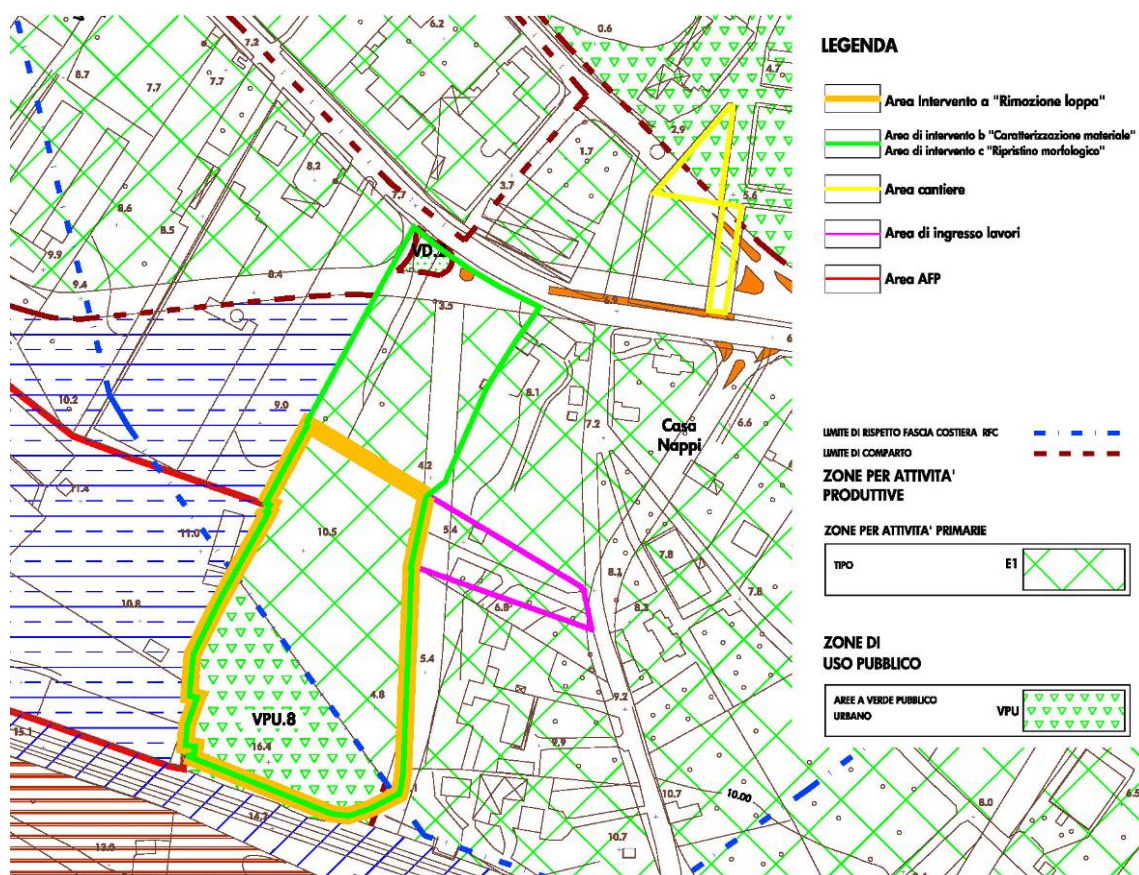 0.6
6.2
7.2
8.7
7.7
7.7
4.7
2.9
1.7
8.2
3.7
5.6
7.7
8.6
8.5
9.9
8.4
9.4
3.5
6.9
6
8.1
9.0
10.2
7.2
6.6
Casa
Nappi
4.2
11.4
11.0
10.5
5.4
7.8
8.1
7.8
10.8
6.8
8.3
5.4
4.8
9.2
VPU.8
16.4
9.9
15.1
14.2
10.7
10.00
8.0
6.5
13.0
10.7
LEGENDA
Area Intervento a "Rimozione loppa"
Area di intervento b "Caratterizzazione materiale"
Area di intervento c "Ripristino morfologico"
Area cantiere
Area di ingresso lavori
Area AFP
LIMITE DI RISPETTO FASCIA COSTIERA RFC
LIMITE DI COMPARTO
ZONE PER ATTIVITA'
PRODUTTIVE
ZONE PER ATTIVITA' PRIMARIE
TIPO E1
ZONE DI
USO PUBBLICO
AREE A VERDE PUBBLICO
URBANO
VPU